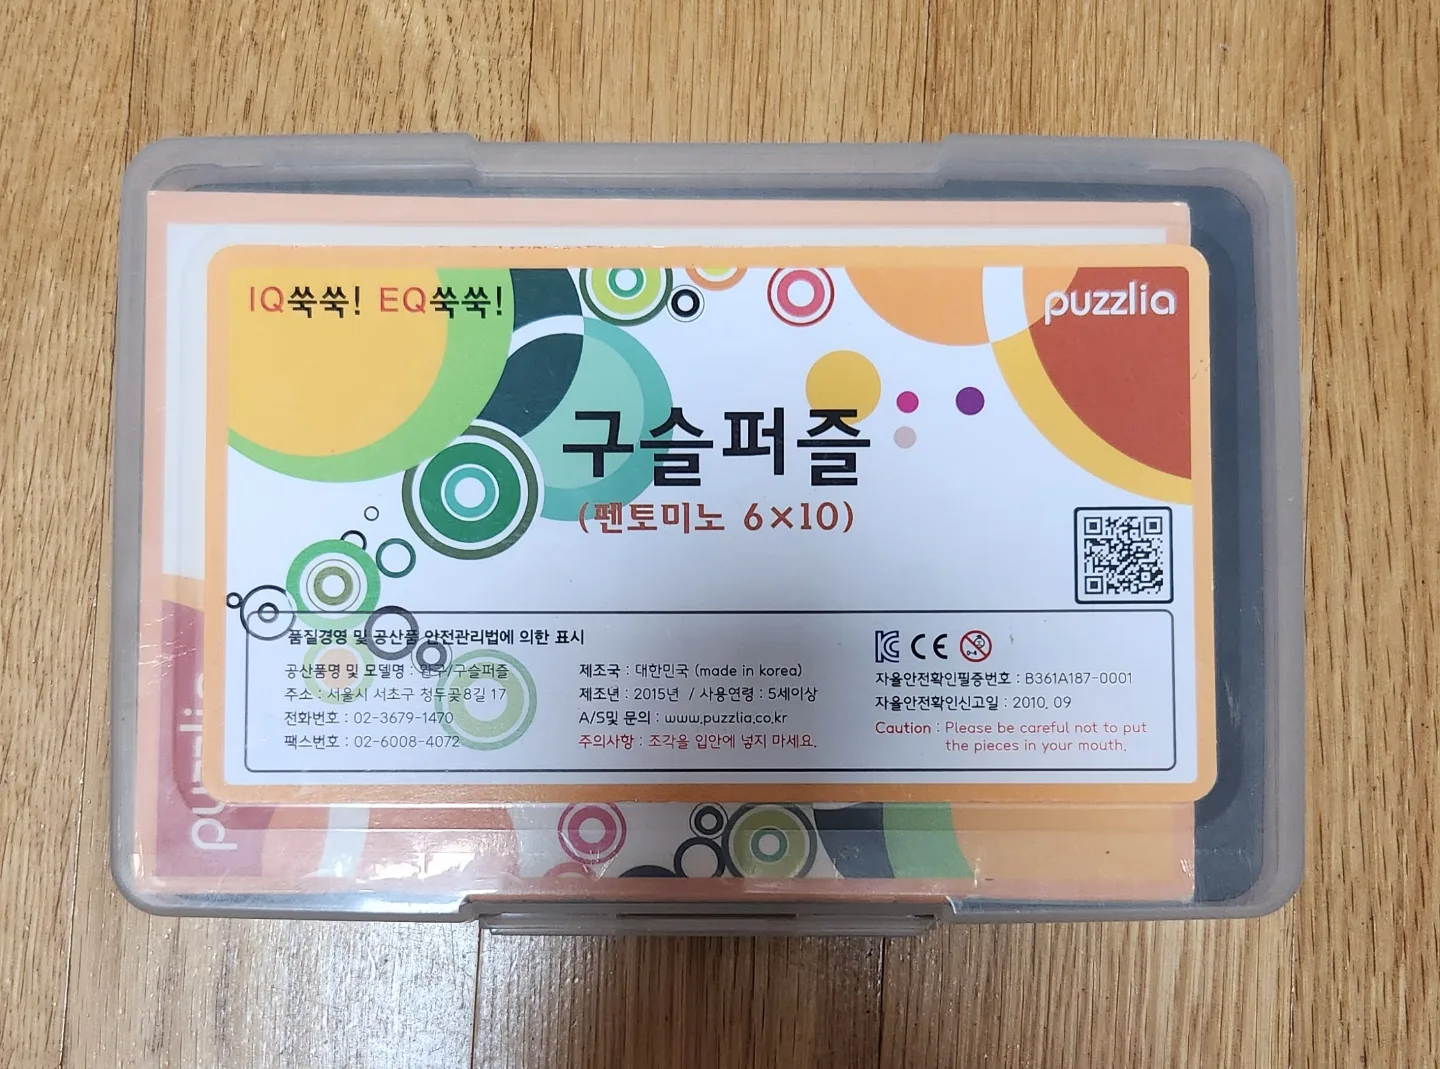 IQ쑥쑥! EQ쑥쑥!
puzzlia
구슬퍼즐
(펜토미노 6×10)
품질경영 및 공산품 안전관리법에 의한 표시
공산품명 및 모델명 : 완구/구슬퍼즐
주소 : 서울시 서초구 청두곶8길 17
전화번호 : 02-3679-1470
팩스번호 : 02-6008-4072
제조국 : 대한민국 (made in korea)
제조년 : 2015년 / 사용연령 : 5세이상
A/S및 문의 : www.puzzlia.co.kr
주의사항 : 조각을 입안에 넣지 마세요.
KC CE 0-4
자율안전확인필증번호 : B361A187-0001
자율안전확인신고일 : 2010. 09
Caution : Please be careful not to put
the pieces in your mouth.
puzzlia